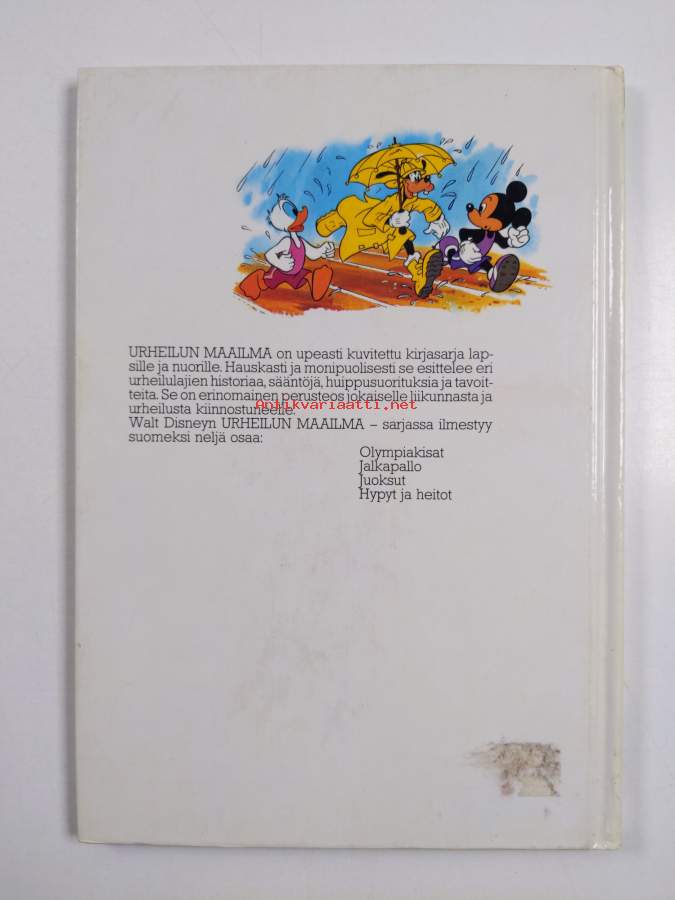 URHEILUN MAAILMA on upeasti kuvitettu kirjasarja lap-
sille ja nuorille. Hauskasti ja monipuolisesti se esittelee eri
urheilulajien historiaa, sääntöjä, huippusuorituksia ja tavoit-
teita. Se on erinomainen perusteos jokaiselle liikunnasta ja
Antikvariaatti.net
urheilusta kiinnostuneelle.
Walt Disneyn URHEILUN MAAILMA – sarjassa ilmestyy
suomeksi neljä osaa:
Olympiakisat
Jalkapallo
Juoksut
Hypyt ja heitot